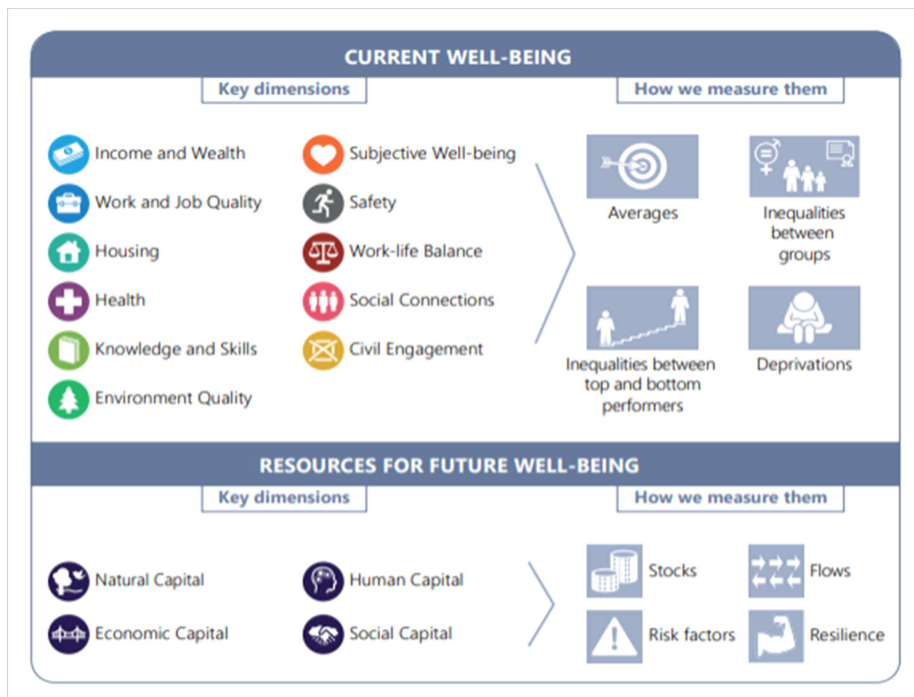 CURRENT WELL-BEING
Key dimensions
How we measure them
Income and Wealth
Work and Job Quality
Housing
Health
Knowledge and Skills
Environment Quality
Subjective Well-being
Safety
Work-life Balance
Social Connections
Civil Engagement
Averages
Inequalities
between
groups
Inequalities between
top and bottom
performers
Deprivations
RESOURCES FOR FUTURE WELL-BEING
Key dimensions
How we measure them
Natural Capital
Economic Capital
Human Capital
Social Capital
Stocks
Flows
Risk factors
Resilience